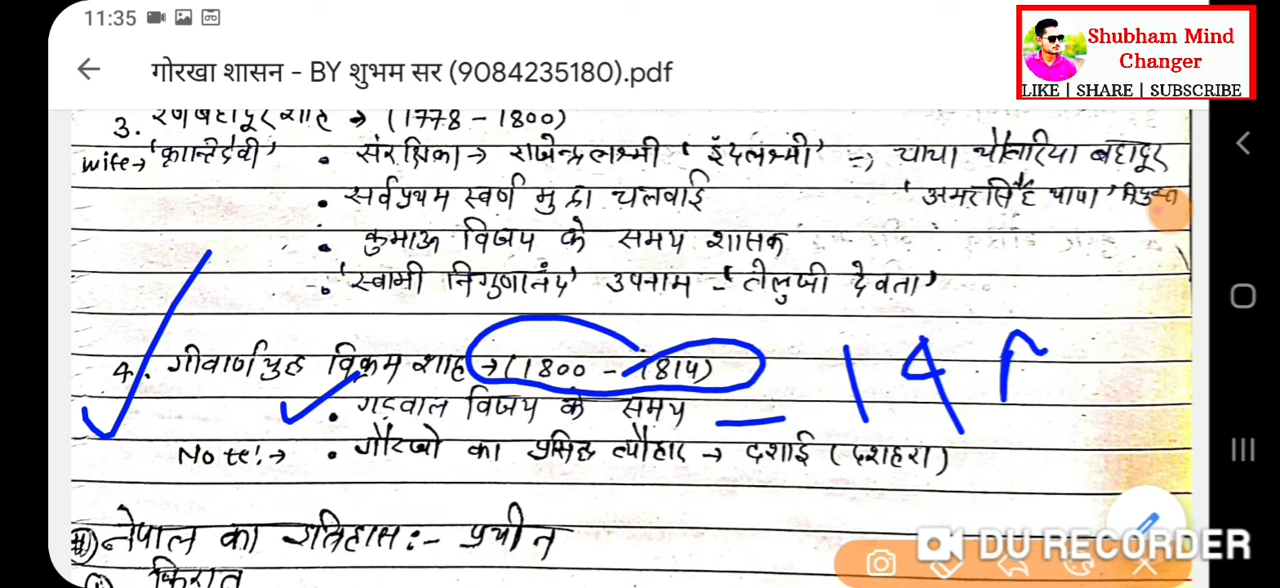 11:35
Shubham Mind
Changer
LIKE | SHARE | SUBSCRIBE
गोरखा शासन - BY शुभम सर (9084235180).pdf
3. रणबहादूर शाह → (1778 - 1800)
wife→ 'कान्तिदेवी' • संरक्षिका → राजेन्द्रलक्ष्मी 'इंदलक्ष्मी' → चाचा चौतारिया बहादूर
• सर्वप्रथम स्वर्ण मुद्रा चलवाई 'अमरसिंह थापा' नियुक्त
• कुमाऊ विजय के समय शासक
• 'स्वामी निगुणानंद' उपनाम -
4. गीवार्णयुद्ध विक्रम शाह → (1800 - 1814)
• गढ़वाल विजय के समय — 14
Note:→ • गौरखो का प्रसिद्ध त्यौहार → दशाई (दशहरा)
नेपाल का इतिहास :- प्राचीन
किरात
DU RECORDER